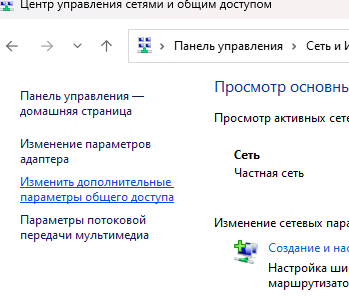 Центр управления сетями и общим доступом
Панель управления
Сеть и
Панель управления —
домашняя страница
Изменение параметров
адаптера
Изменить дополнительные
параметры общего доступа
Параметры потоковой
передачи мультимедиа
Просмотр основн
Просмотр активных сете
Сеть
Частная сеть
Изменение сетевых пара
Создание и нас
Настройка ши
маршрутизато